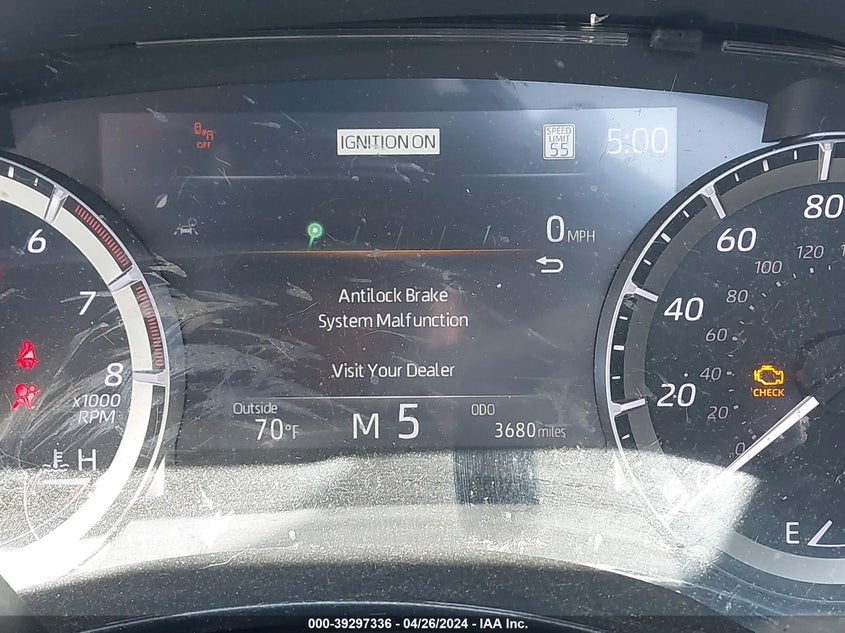 OFF
IGNITION ON
SPEED
LIMIT
55
5:00
6
7
8
x1000
RPM
H
0 MPH
Antilock Brake
System Malfunction
Visit Your Dealer
Outside
70°F
M 5
ODO
3680 miles
80
60
40
20
0
120
100
80
60
40
20
0
CHECK
E
000-39297336 - 04/26/2024 - IAA Inc.